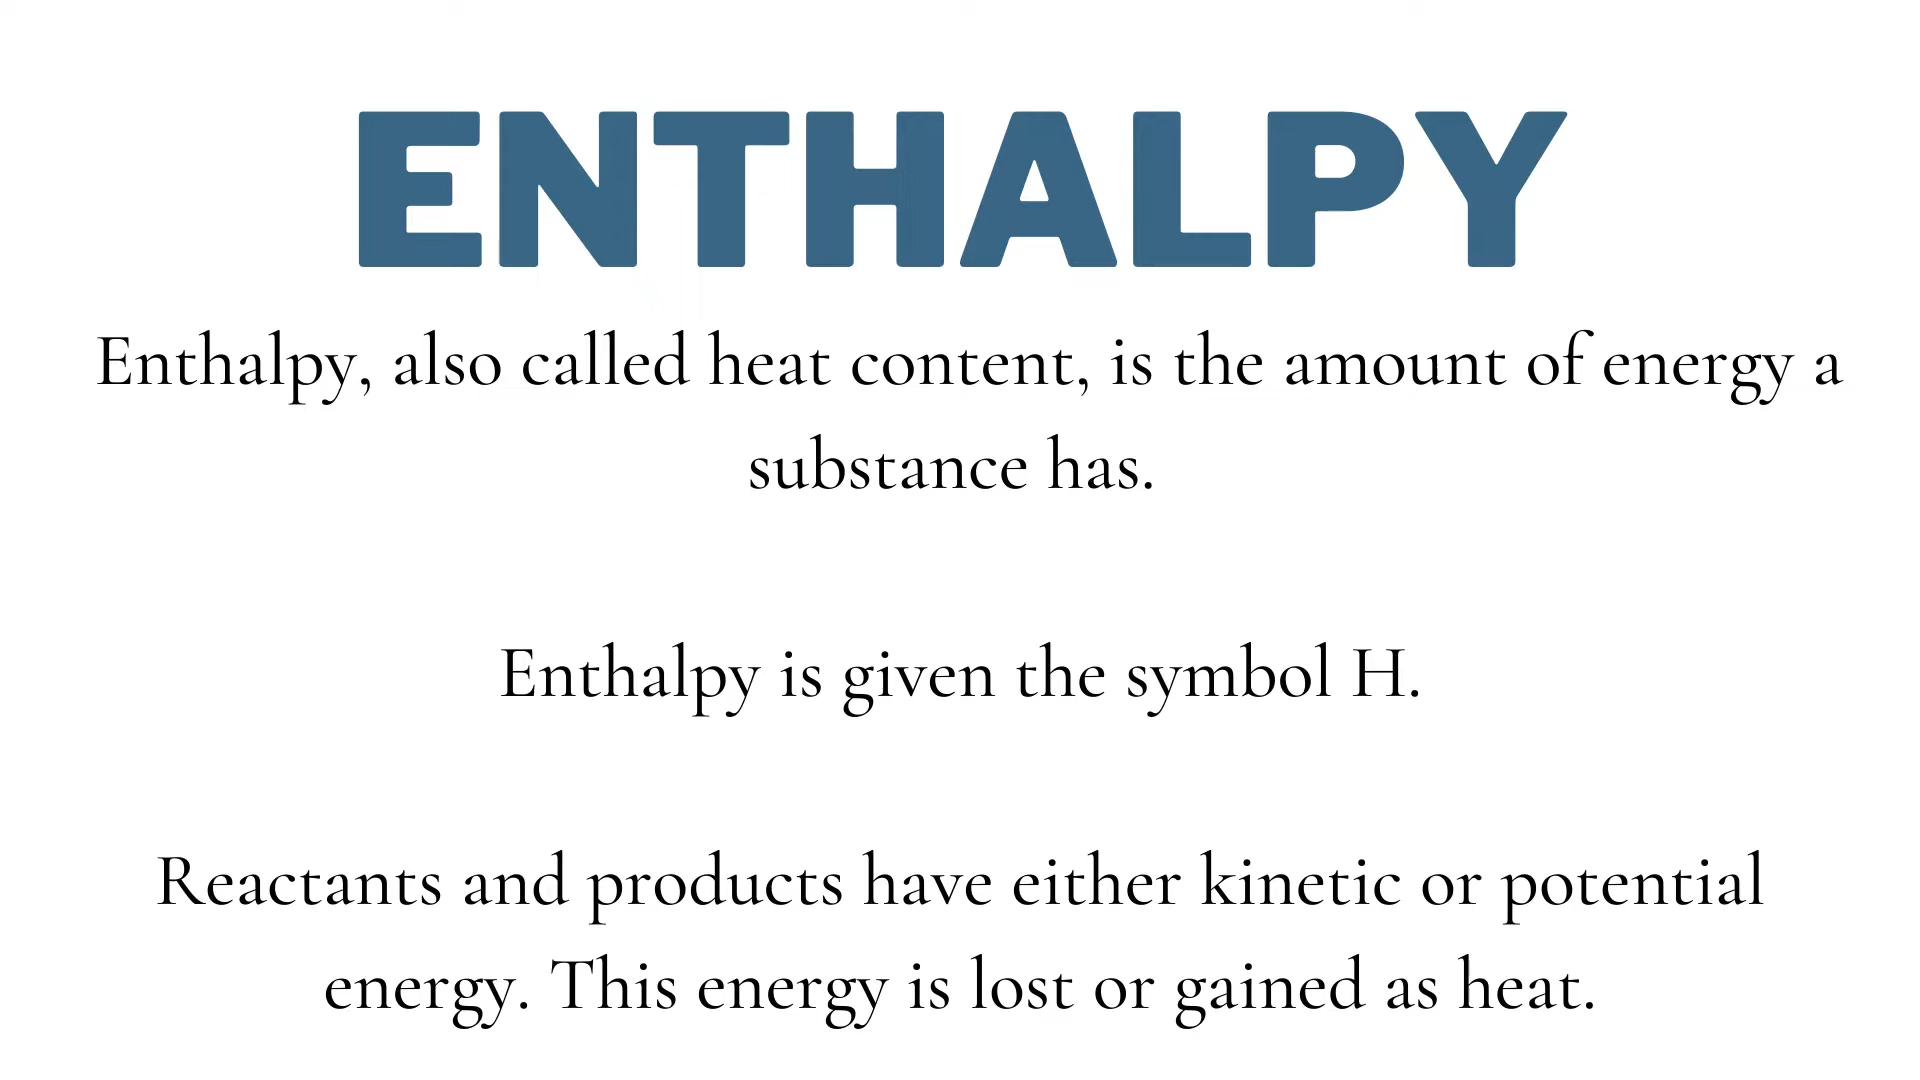 ENTHALPY
Enthalpy, also called heat content, is the amount of energy a
substance has.
Enthalpy is given the symbol H.
Reactants and products have either kinetic or potential
energy. This energy is lost or gained as heat.